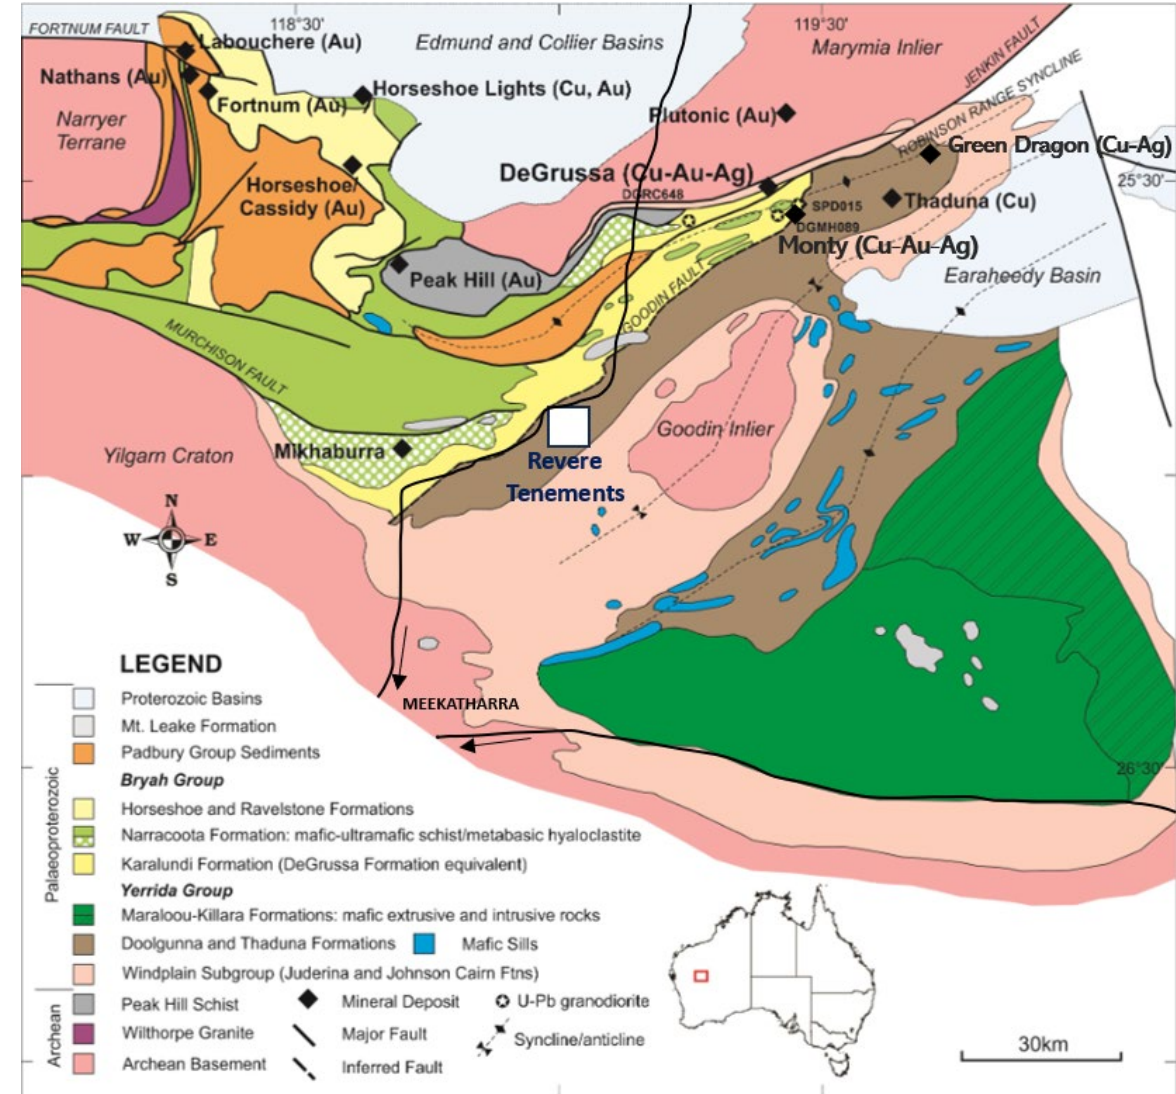 118°30'
119°30'
FORTNUM FAULT
Labouchere (Au)
Edmund and Collier Basins
Marymia Inlier
JENKIN FAULT
Nathans (Au)
Fortnum (Au)
Horseshoe Lights (Cu, Au)
Plutonic (Au)
ROBINSON RANGE SYNCLINE
Narryer
Terrane
Green Dragon (Cu-Ag)
DeGrussa (Cu-Au-Ag)
25°30'
Horseshoe/
Cassidy (Au)
DGRC648
SPD015
Thaduna (Cu)
DGMH089
Monty (Cu-Au-Ag)
Peak Hill (Au)
Earaheedy Basin
GOODIN FAULT
MURCHISON FAULT
Goodin Inlier
Yilgarn Craton
Mikhaburra
Revere
Tenements
N
W E
S
MEEKATHARRA
26°30'
LEGEND
Palaeoproterozoic
Proterozoic Basins
Mt. Leake Formation
Padbury Group Sediments
Bryah Group
Horseshoe and Ravelstone Formations
Narracoota Formation: mafic-ultramafic schist/metabasic hyaloclastite
Karalundi Formation (DeGrussa Formation equivalent)
Yerrida Group
Maraloou-Killara Formations: mafic extrusive and intrusive rocks
Doolgunna and Thaduna Formations Mafic Sills
Windplain Subgroup (Juderina and Johnson Cairn Ftns)
Archean
Peak Hill Schist Mineral Deposit U-Pb granodiorite
Wilthorpe Granite Major Fault Syncline/anticline
Archean Basement Inferred Fault
30km